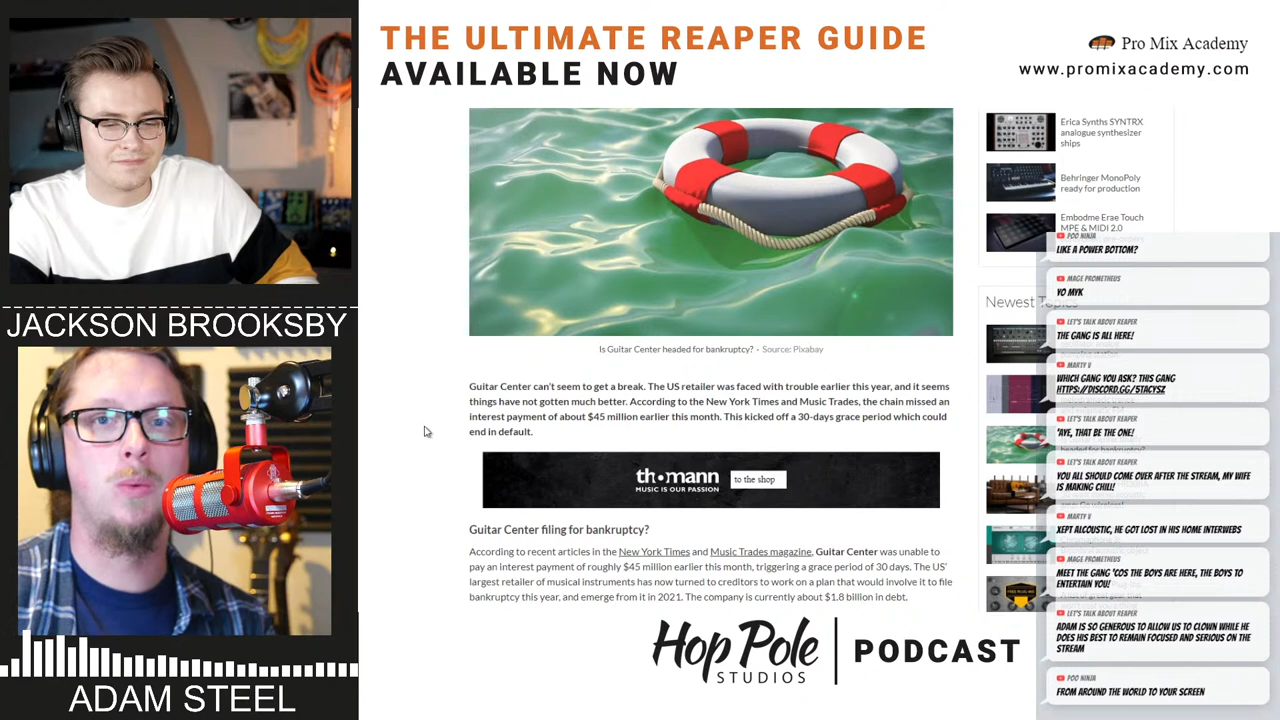 THE ULTIMATE REAPER GUIDE
AVAILABLE NOW
Pro Mix Academy
www.promixacademy.com
JACKSON BROOKSBY
ADAM STEEL
Is Guitar Center headed for bankruptcy? · Source: Pixabay
Guitar Center can't seem to get a break. The US retailer was faced with trouble earlier this year, and it seems
things have not gotten much better. According to the New York Times and Music Trades, the chain missed an
interest payment of about $45 million earlier this month. This kicked off a 30-days grace period which could
end in default.
th•mann
MUSIC IS OUR PASSION
to the shop
Guitar Center filing for bankruptcy?
According to recent articles in the New York Times and Music Trades magazine, Guitar Center was unable to
pay an interest payment of roughly $45 million earlier this month, triggering a grace period of 30 days. The US'
largest retailer of musical instruments has now turned to creditors to work on a plan that would involve it to file
bankruptcy this year, and emerge from it in 2021. The company is currently about $1.8 billion in debt.
Erica Synths SYNTRX
analogue synthesizer
ships
Behringer MonoPoly
ready for production
Embodme Erae Touch
MPE & MIDI 2.0
Newest Topics
POO NINJA
LIKE A POWER BOTTOM?
MAGE PROMETHEUS
YO MYK
LET'S TALK ABOUT REAPER
THE GANG IS ALL HERE!
MARTY V
WHICH GANG YOU ASK? THIS GANG
HTTPS://DISCORD.GG/5TACYSZ
'AYE, THAT BE THE ONE!
LET'S TALK ABOUT REAPER
LET'S TALK ABOUT REAPER
YOU ALL SHOULD COME OVER AFTER THE STREAM, MY WIFE
IS MAKING CHILI!
MARTY V
XEPT ALCOUSTIC, HE GOT LOST IN HIS HOME INTERWEBS
MAGE PROMETHEUS
MEET THE GANG 'COS THE BOYS ARE HERE, THE BOYS TO
ENTERTAIN YOU!
LET'S TALK ABOUT REAPER
ADAM IS SO GENEROUS TO ALLOW US TO CLOWN WHILE HE
DOES HIS BEST TO REMAIN FOCUSED AND SERIOUS ON THE
STREAM
POO NINJA
FROM AROUND THE WORLD TO YOUR SCREEN
Hop Pole
STUDIOS
PODCAST